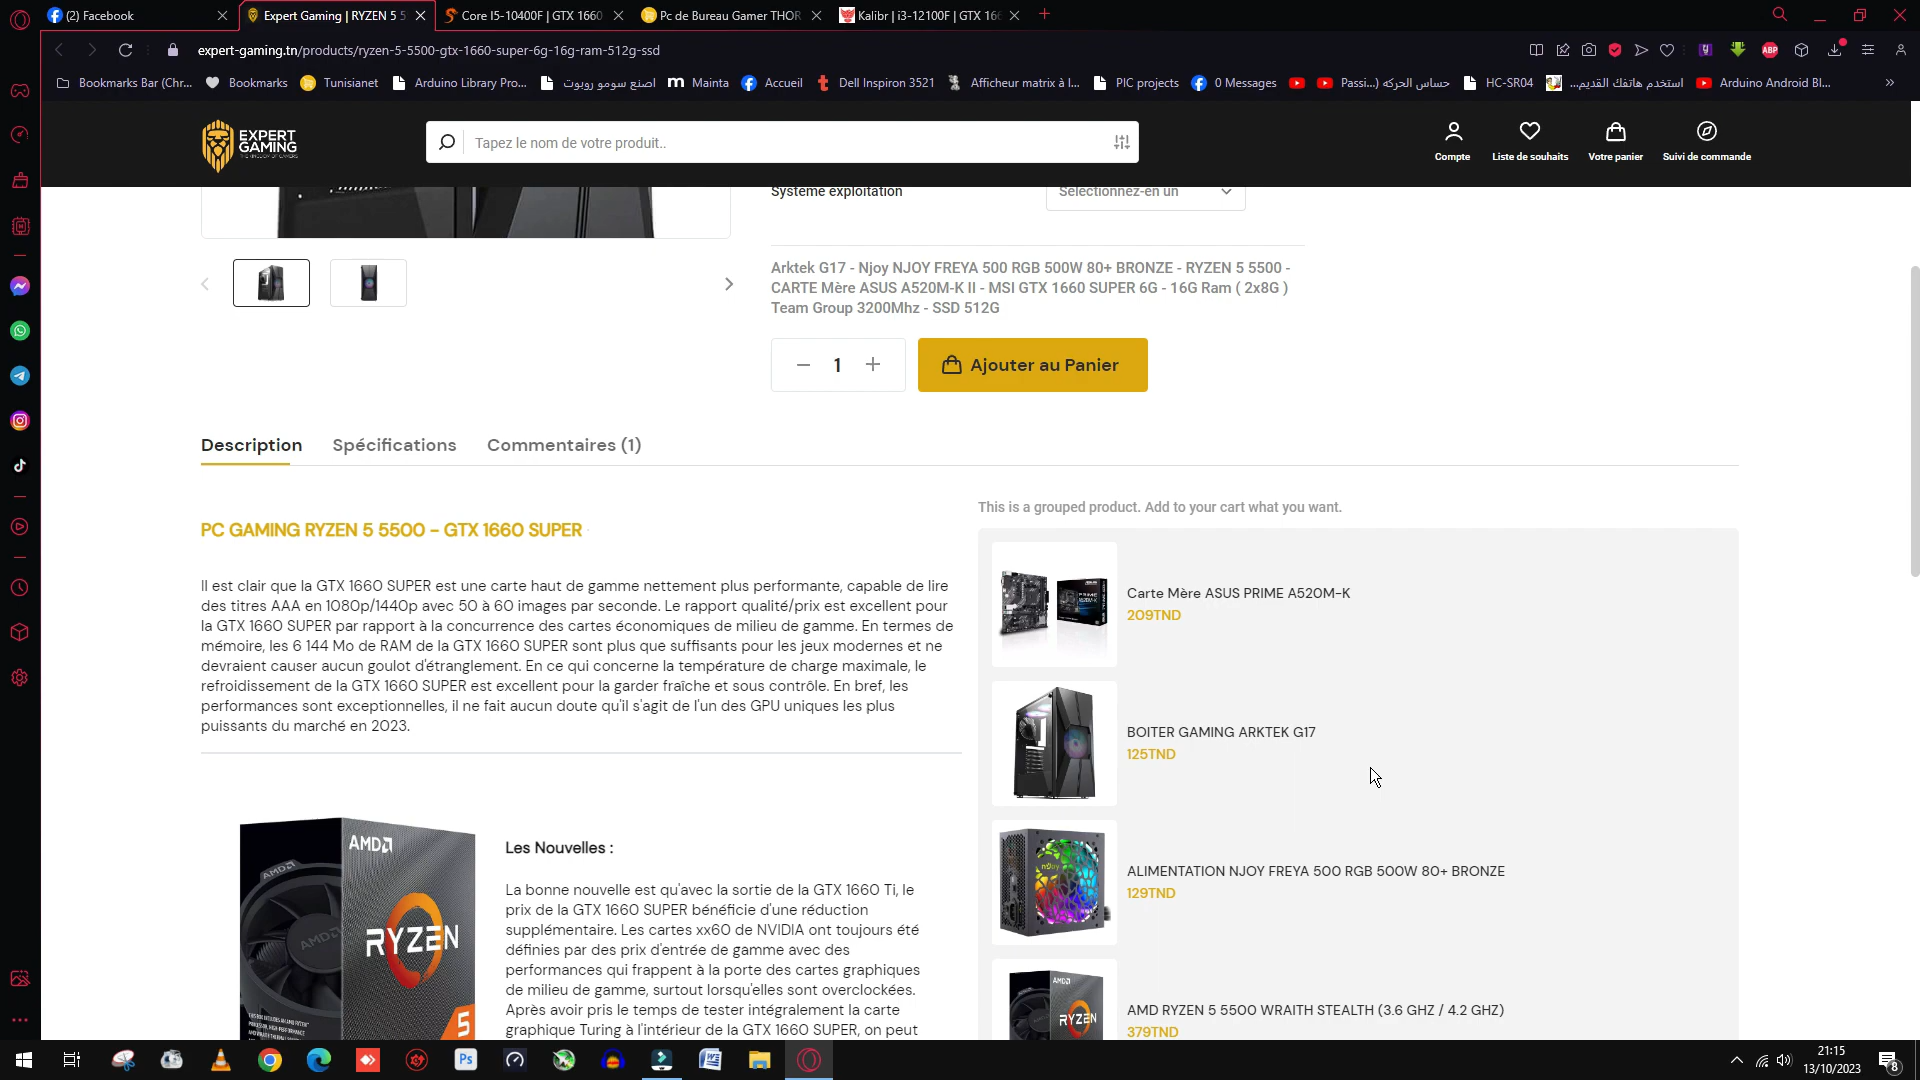 (2) Facebook
Expert Gaming | RYZEN 5 5
Core I5-10400F | GTX 1660
Pc de Bureau Gamer THOR
Kalibr | i3-12100F | GTX 166
expert-gaming.tn/products/ryzen-5-5500-gtx-1660-super-6g-16g-ram-512g-ssd
ABP
Bookmarks Bar (Chr...
Bookmarks
Tunisianet
Arduino Library Pro...
اصنع سومو روبوت
Mainta
Accueil
Dell Inspiron 3521
Afficheur matrix à l...
PIC projects
0 Messages
حساس الحركه (Passi...
HC-SR04
استخدم هاتفك القديم...
Arduino Android Bl...
EXPERT
GAMING
Tapez le nom de votre produit..
Compte
Liste de souhaits
Votre panier
Suivi de commande
Systeme exploitation
Selectionnez-en un
Arktek G17 - Njoy NJOY FREYA 500 RGB 500W 80+ BRONZE - RYZEN 5 5500 -
CARTE Mère ASUS A520M-K II - MSI GTX 1660 SUPER 6G - 16G Ram ( 2x8G )
Team Group 3200Mhz - SSD 512G
1
Ajouter au Panier
Description
Spécifications
Commentaires (1)
This is a grouped product. Add to your cart what you want.
PC GAMING RYZEN 5 5500 – GTX 1660 SUPER
Il est clair que la GTX 1660 SUPER est une carte haut de gamme nettement plus performante, capable de lire
des titres AAA en 1080p/1440p avec 50 à 60 images par seconde. Le rapport qualité/prix est excellent pour
la GTX 1660 SUPER par rapport à la concurrence des cartes économiques de milieu de gamme. En termes de
mémoire, les 6 144 Mo de RAM de la GTX 1660 SUPER sont plus que suffisants pour les jeux modernes et ne
devraient causer aucun goulot d'étranglement. En ce qui concerne la température de charge maximale, le
refroidissement de la GTX 1660 SUPER est excellent pour la garder fraîche et sous contrôle. En bref, les
performances sont exceptionnelles, il ne fait aucun doute qu'il s'agit de l'un des GPU uniques les plus
puissants du marché en 2023.
Carte Mère ASUS PRIME A520M-K
209TND
BOITER GAMING ARKTEK G17
125TND
ALIMENTATION NJOY FREYA 500 RGB 500W 80+ BRONZE
129TND
AMD RYZEN 5 5500 WRAITH STEALTH (3.6 GHZ / 4.2 GHZ)
379TND
AMD
AMD
RYZEN
5
Les Nouvelles :
La bonne nouvelle est qu'avec la sortie de la GTX 1660 Ti, le
prix de la GTX 1660 SUPER bénéficie d'une réduction
supplémentaire. Les cartes xx60 de NVIDIA ont toujours été
définies par des prix d'entrée de gamme avec des
performances qui frappent à la porte des cartes graphiques
de milieu de gamme, surtout lorsqu'elles sont overclockées.
Après avoir pris le temps de tester intégralement la carte
graphique Turing à l'intérieur de la GTX 1660 SUPER, on peut
AMD
RYZEN
Ps
21:15
13/10/2023
8